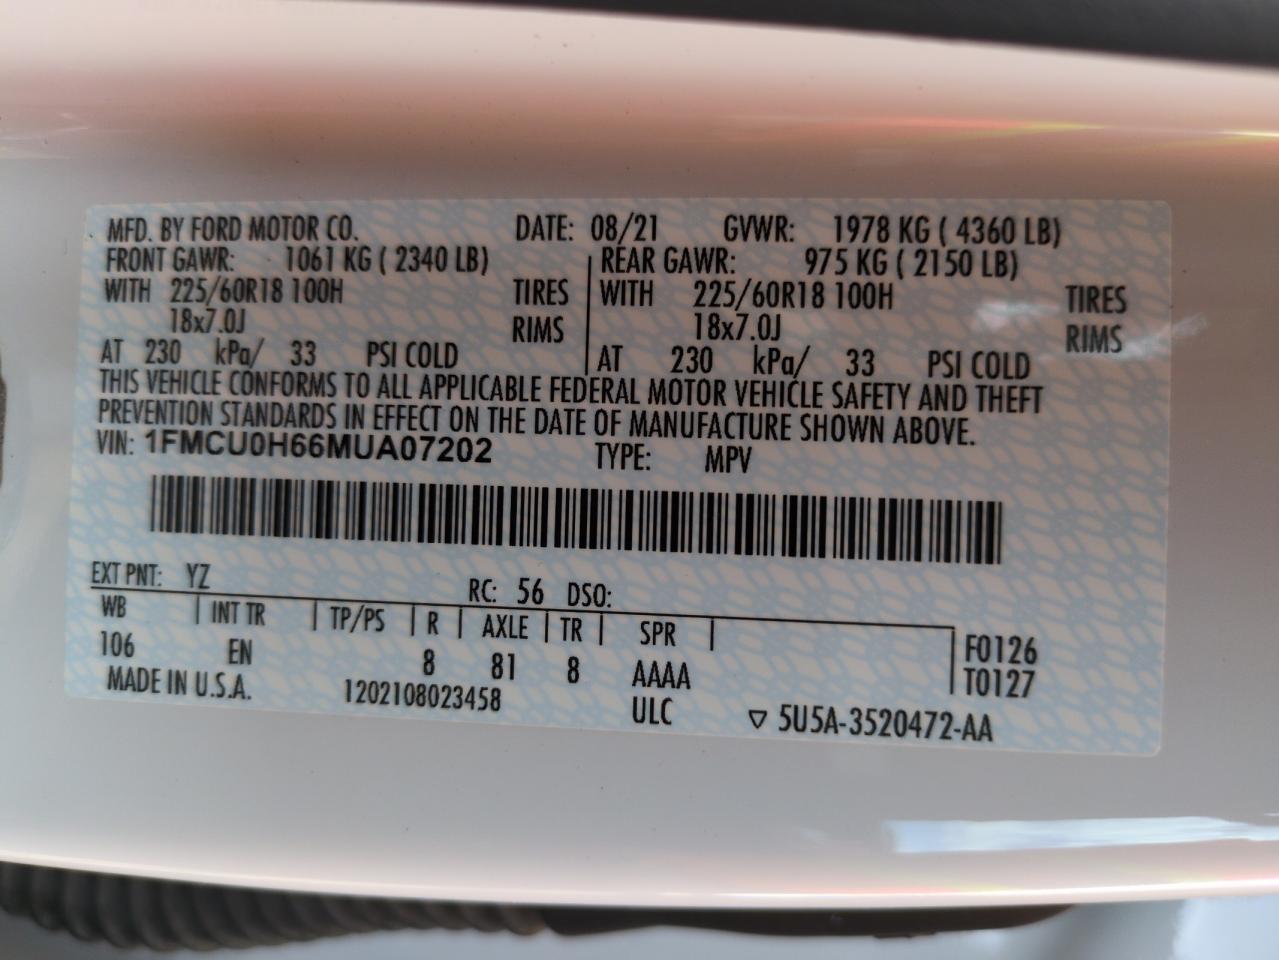 MFD. BY FORD MOTOR CO. DATE: 08/21 GVWR: 1978 KG ( 4360 LB)
FRONT GAWR: 1061 KG ( 2340 LB) REAR GAWR: 975 KG ( 2150 LB)
WITH 225/60R18 100H TIRES WITH 225/60R18 100H TIRES
18x7.0J RIMS 18x7.0J RIMS
AT 230 kPa/ 33 PSI COLD AT 230 kPa/ 33 PSI COLD
THIS VEHICLE CONFORMS TO ALL APPLICABLE FEDERAL MOTOR VEHICLE SAFETY AND THEFT
PREVENTION STANDARDS IN EFFECT ON THE DATE OF MANUFACTURE SHOWN ABOVE.
VIN: 1FMCU0H66MUA07202 TYPE: MPV
EXT PNT: YZ RC: 56 DSO:
WB INT TR TP/PS R AXLE TR SPR F0126
106 EN 8 81 8 AAAA T0127
MADE IN U.S.A. 1202108023458 ULC ▽ 5U5A-3520472-AA